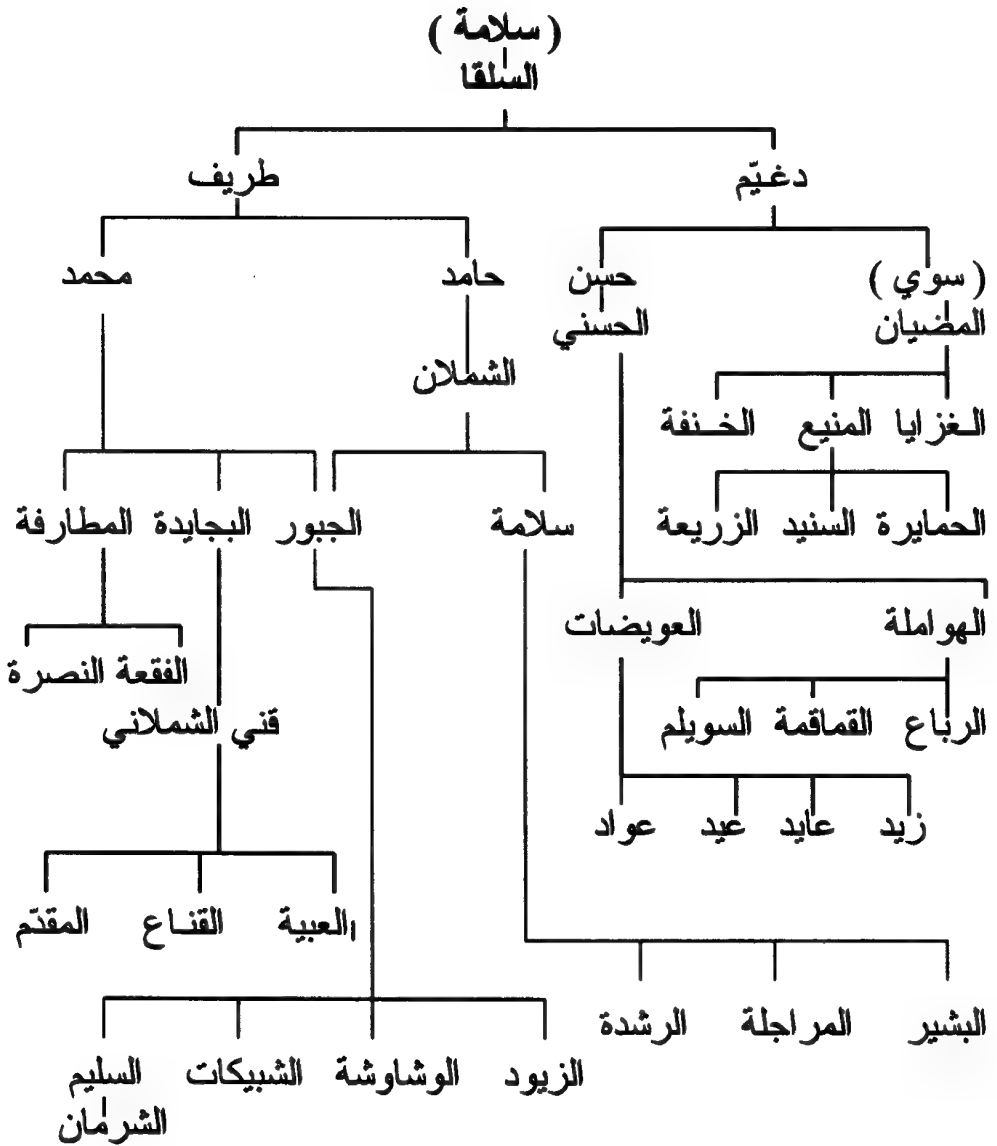 ( سلامة )
السلقا
دغيّم طريف
( سوي ) حسن حامد محمد
المضيان الحسني
الشملان
الغزايا المنيع الخنفة
الحمايرة السنيد الزريعة سلامة الجبور البجايدة المطارفة
الهواملة العويضات
الفقعة النصرة
الرباع القماقمة السويلم قني الشملاني
زيد عايد عيد عواد
العبية القناع المقدّم
البشير المراجلة الرشدة
الزيود الوشاوشة الشبيكات السليم
الشرمان